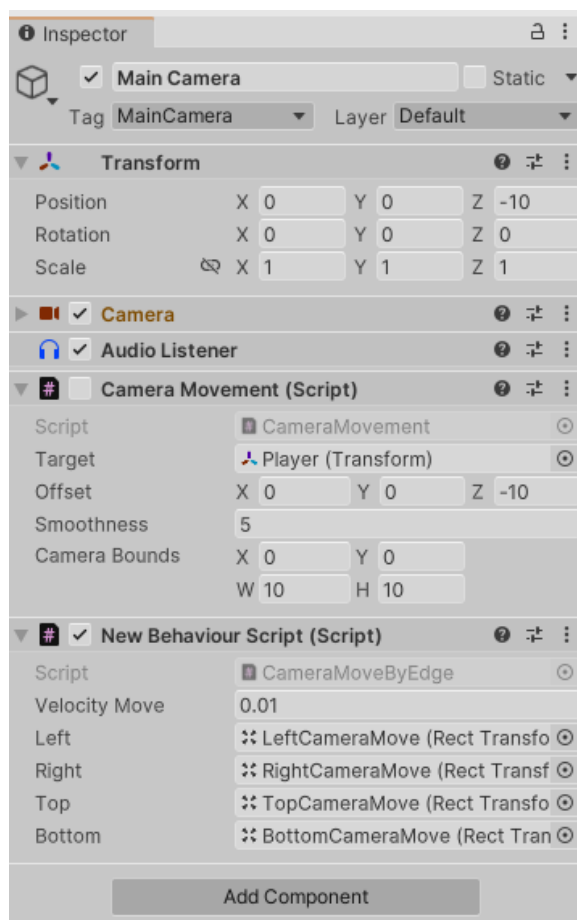 Inspector
Main Camera Static
Tag MainCamera Layer Default
Transform
Position X 0 Y 0 Z -10
Rotation X 0 Y 0 Z 0
Scale X 1 Y 1 Z 1
Camera
Audio Listener
# Camera Movement (Script)
Script # CameraMovement
Target Player (Transform)
Offset X 0 Y 0 Z -10
Smoothness 5
Camera Bounds X 0 Y 0
W 10 H 10
# New Behaviour Script (Script)
Script # CameraMoveByEdge
Velocity Move 0.01
Left LeftCameraMove (Rect Transfo
Right RightCameraMove (Rect Transf
Top TopCameraMove (Rect Transfo
Bottom BottomCameraMove (Rect Tran
Add Component